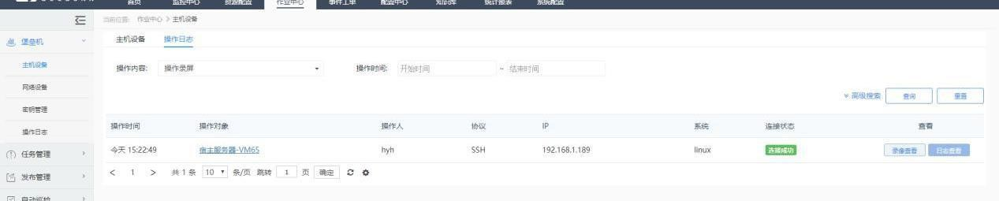 首页 监控中心 资源配置 作业中心 事件工单 配置中心 知识库 统计报表 系统配置
当前位置: 作业中心 > 主机设备
堡垒机
主机设备
网络设备
密钥管理
操作日志
任务管理
发布管理
自动巡检
主机设备 操作日志
操作内容: 操作录屏 操作时间: 开始时间 ~ 结束时间
高级搜索 查询 重置
操作时间 操作对象 操作人 协议 IP 系统 连接状态 查看
今天 15:22:49 宿主服务器-VM65 hyh SSH 192.168.1.189 linux 连接成功 录像查看 日志查看
< 1 > 共 1 条 10 条/页 跳转 1 页 确定